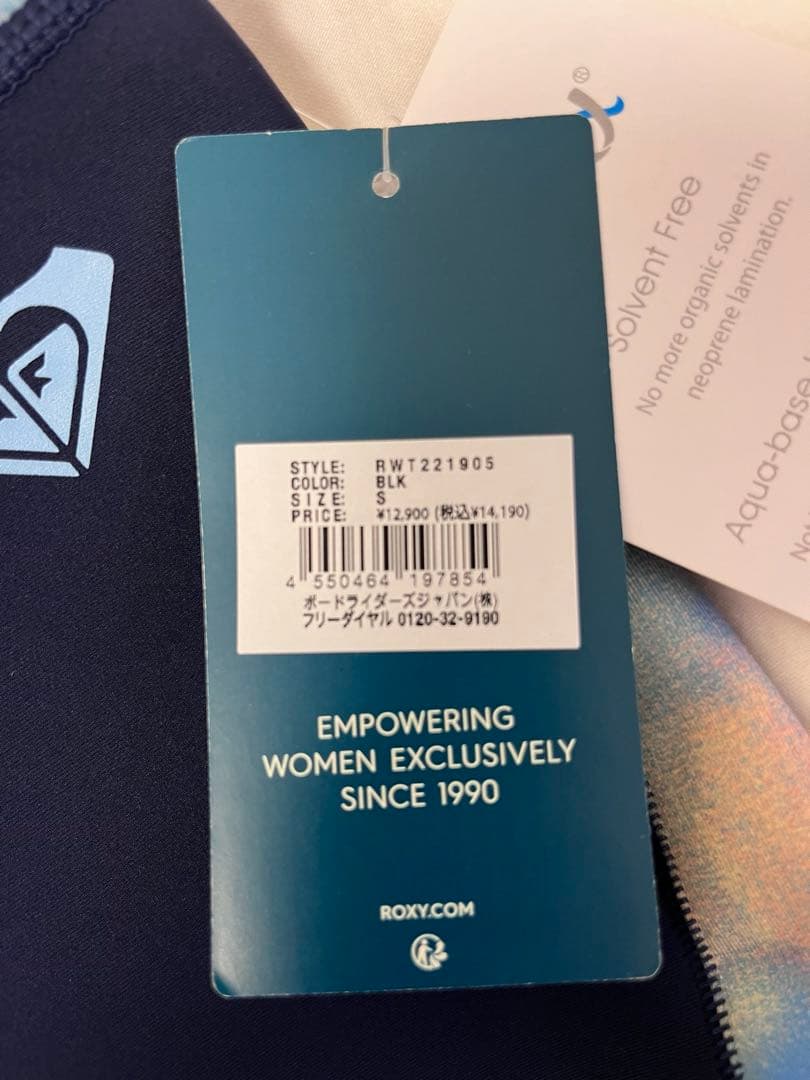 STYLE: RWT221905
COLOR: BLK
SIZE: S
PRICE: ¥12,900 (税込¥14,190)
4 550464 197854
ボードライダーズジャパン(株)
フリーダイヤル 0120-32-9190
EMPOWERING
WOMEN EXCLUSIVELY
SINCE 1990
ROXY.COM
®
Solvent Free
No more organic solvents in
neoprene lamination.
Aqua-base